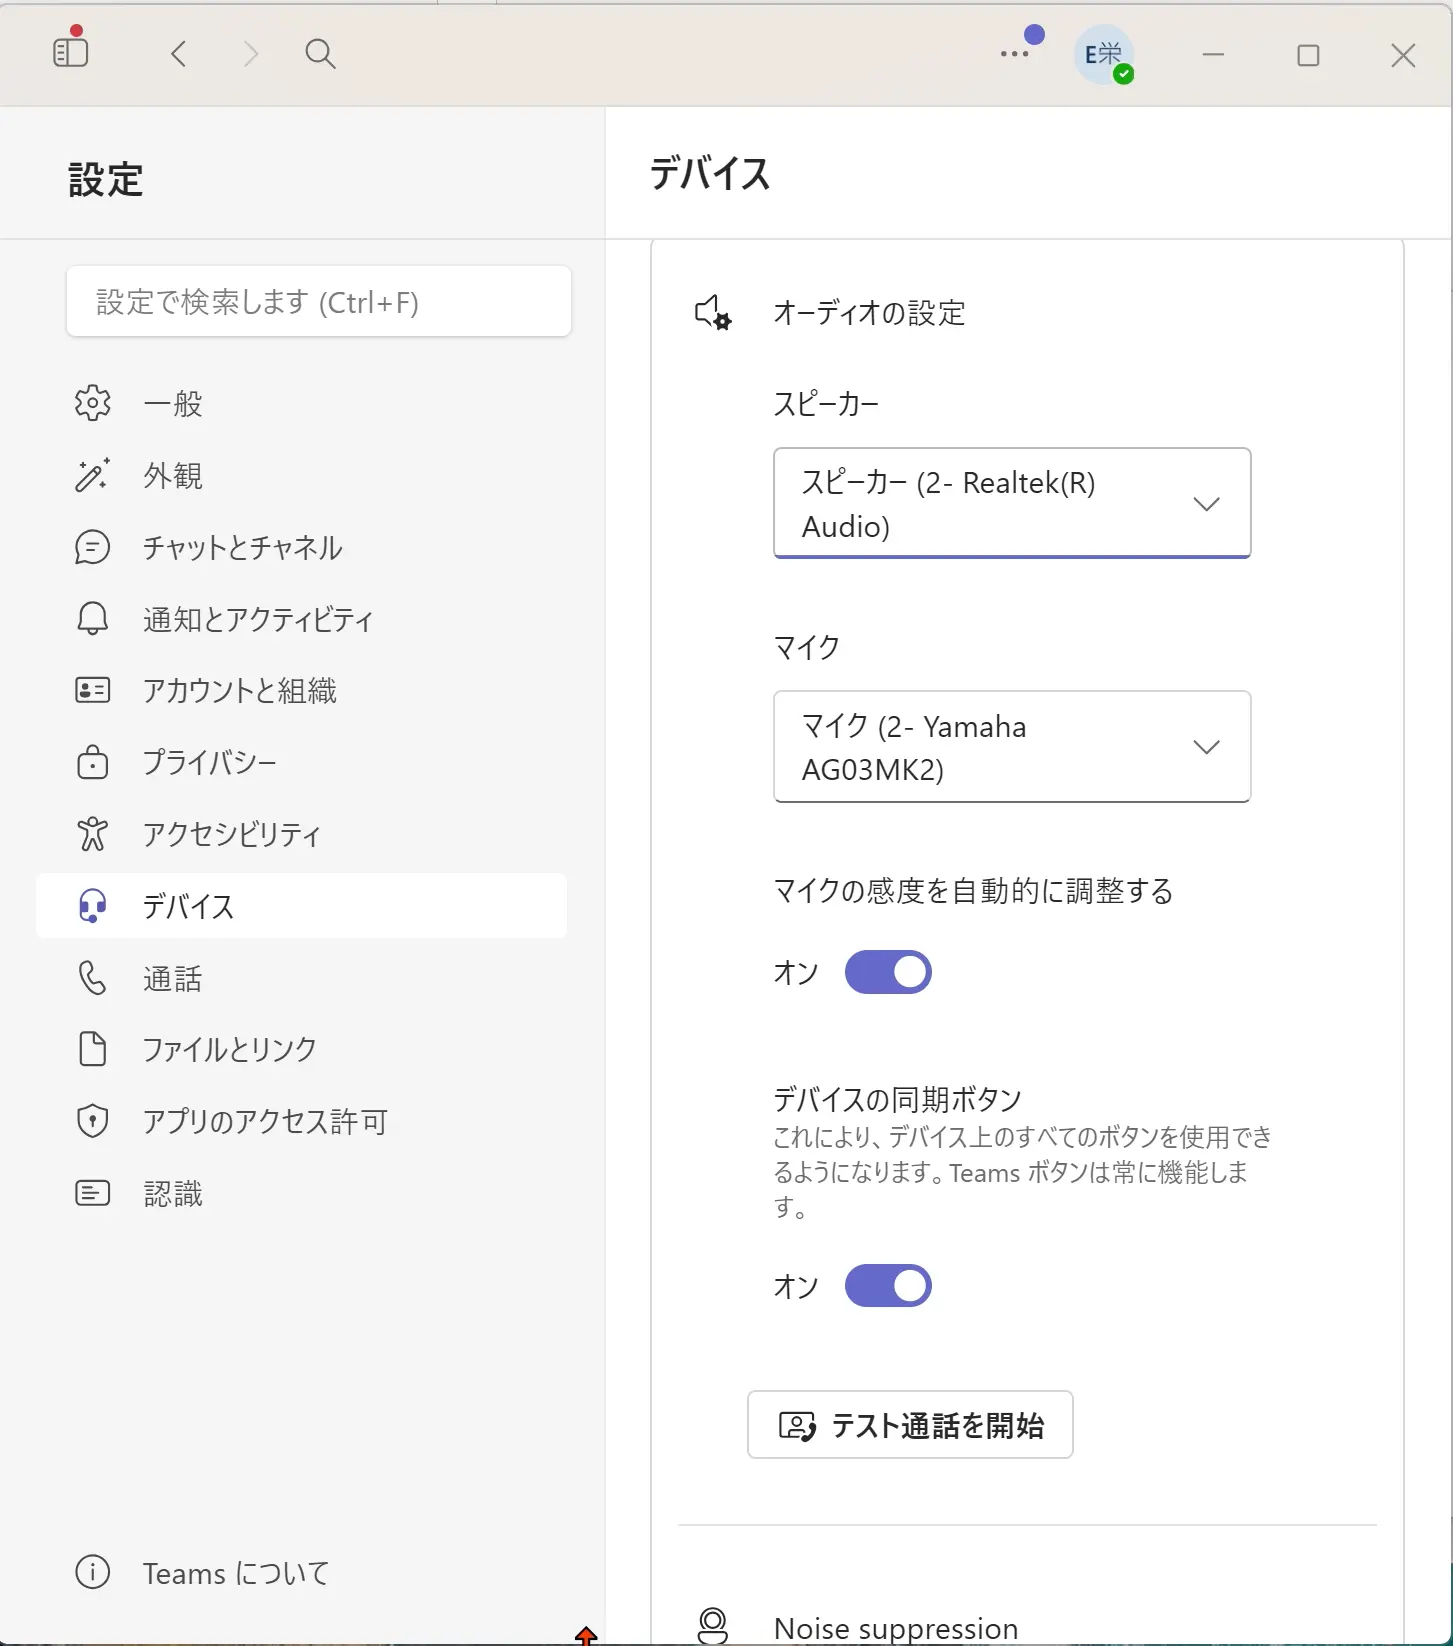 E栄
設定
設定で検索します (Ctrl+F)
一般
外観
チャットとチャネル
通知とアクティビティ
アカウントと組織
プライバシー
アクセシビリティ
デバイス
通話
ファイルとリンク
アプリのアクセス許可
認識
Teams について
デバイス
オーディオの設定
スピーカー
スピーカー (2- Realtek(R)
Audio)
マイク
マイク (2- Yamaha
AG03MK2)
マイクの感度を自動的に調整する
オン
デバイスの同期ボタン
これにより、デバイス上のすべてのボタンを使用でき
るようになります。Teams ボタンは常に機能しま
す。
オン
テスト通話を開始
Noise suppression